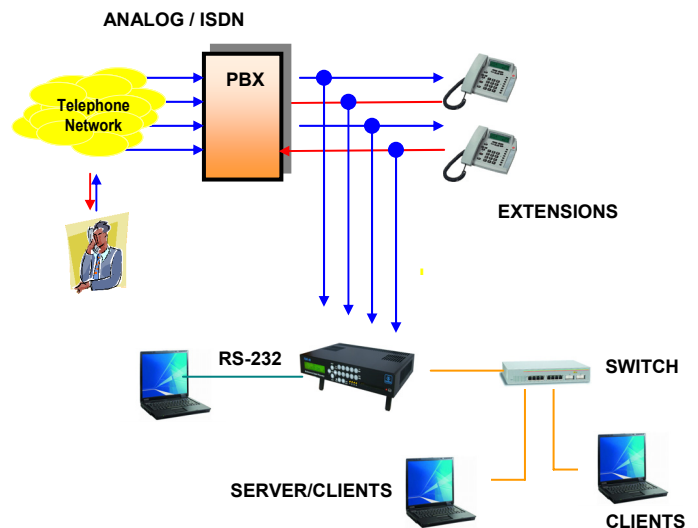 ANALOG / ISDN
PBX
Telephone
Network
EXTENSIONS
RS-232
SWITCH
SERVER/CLIENTS
CLIENTS